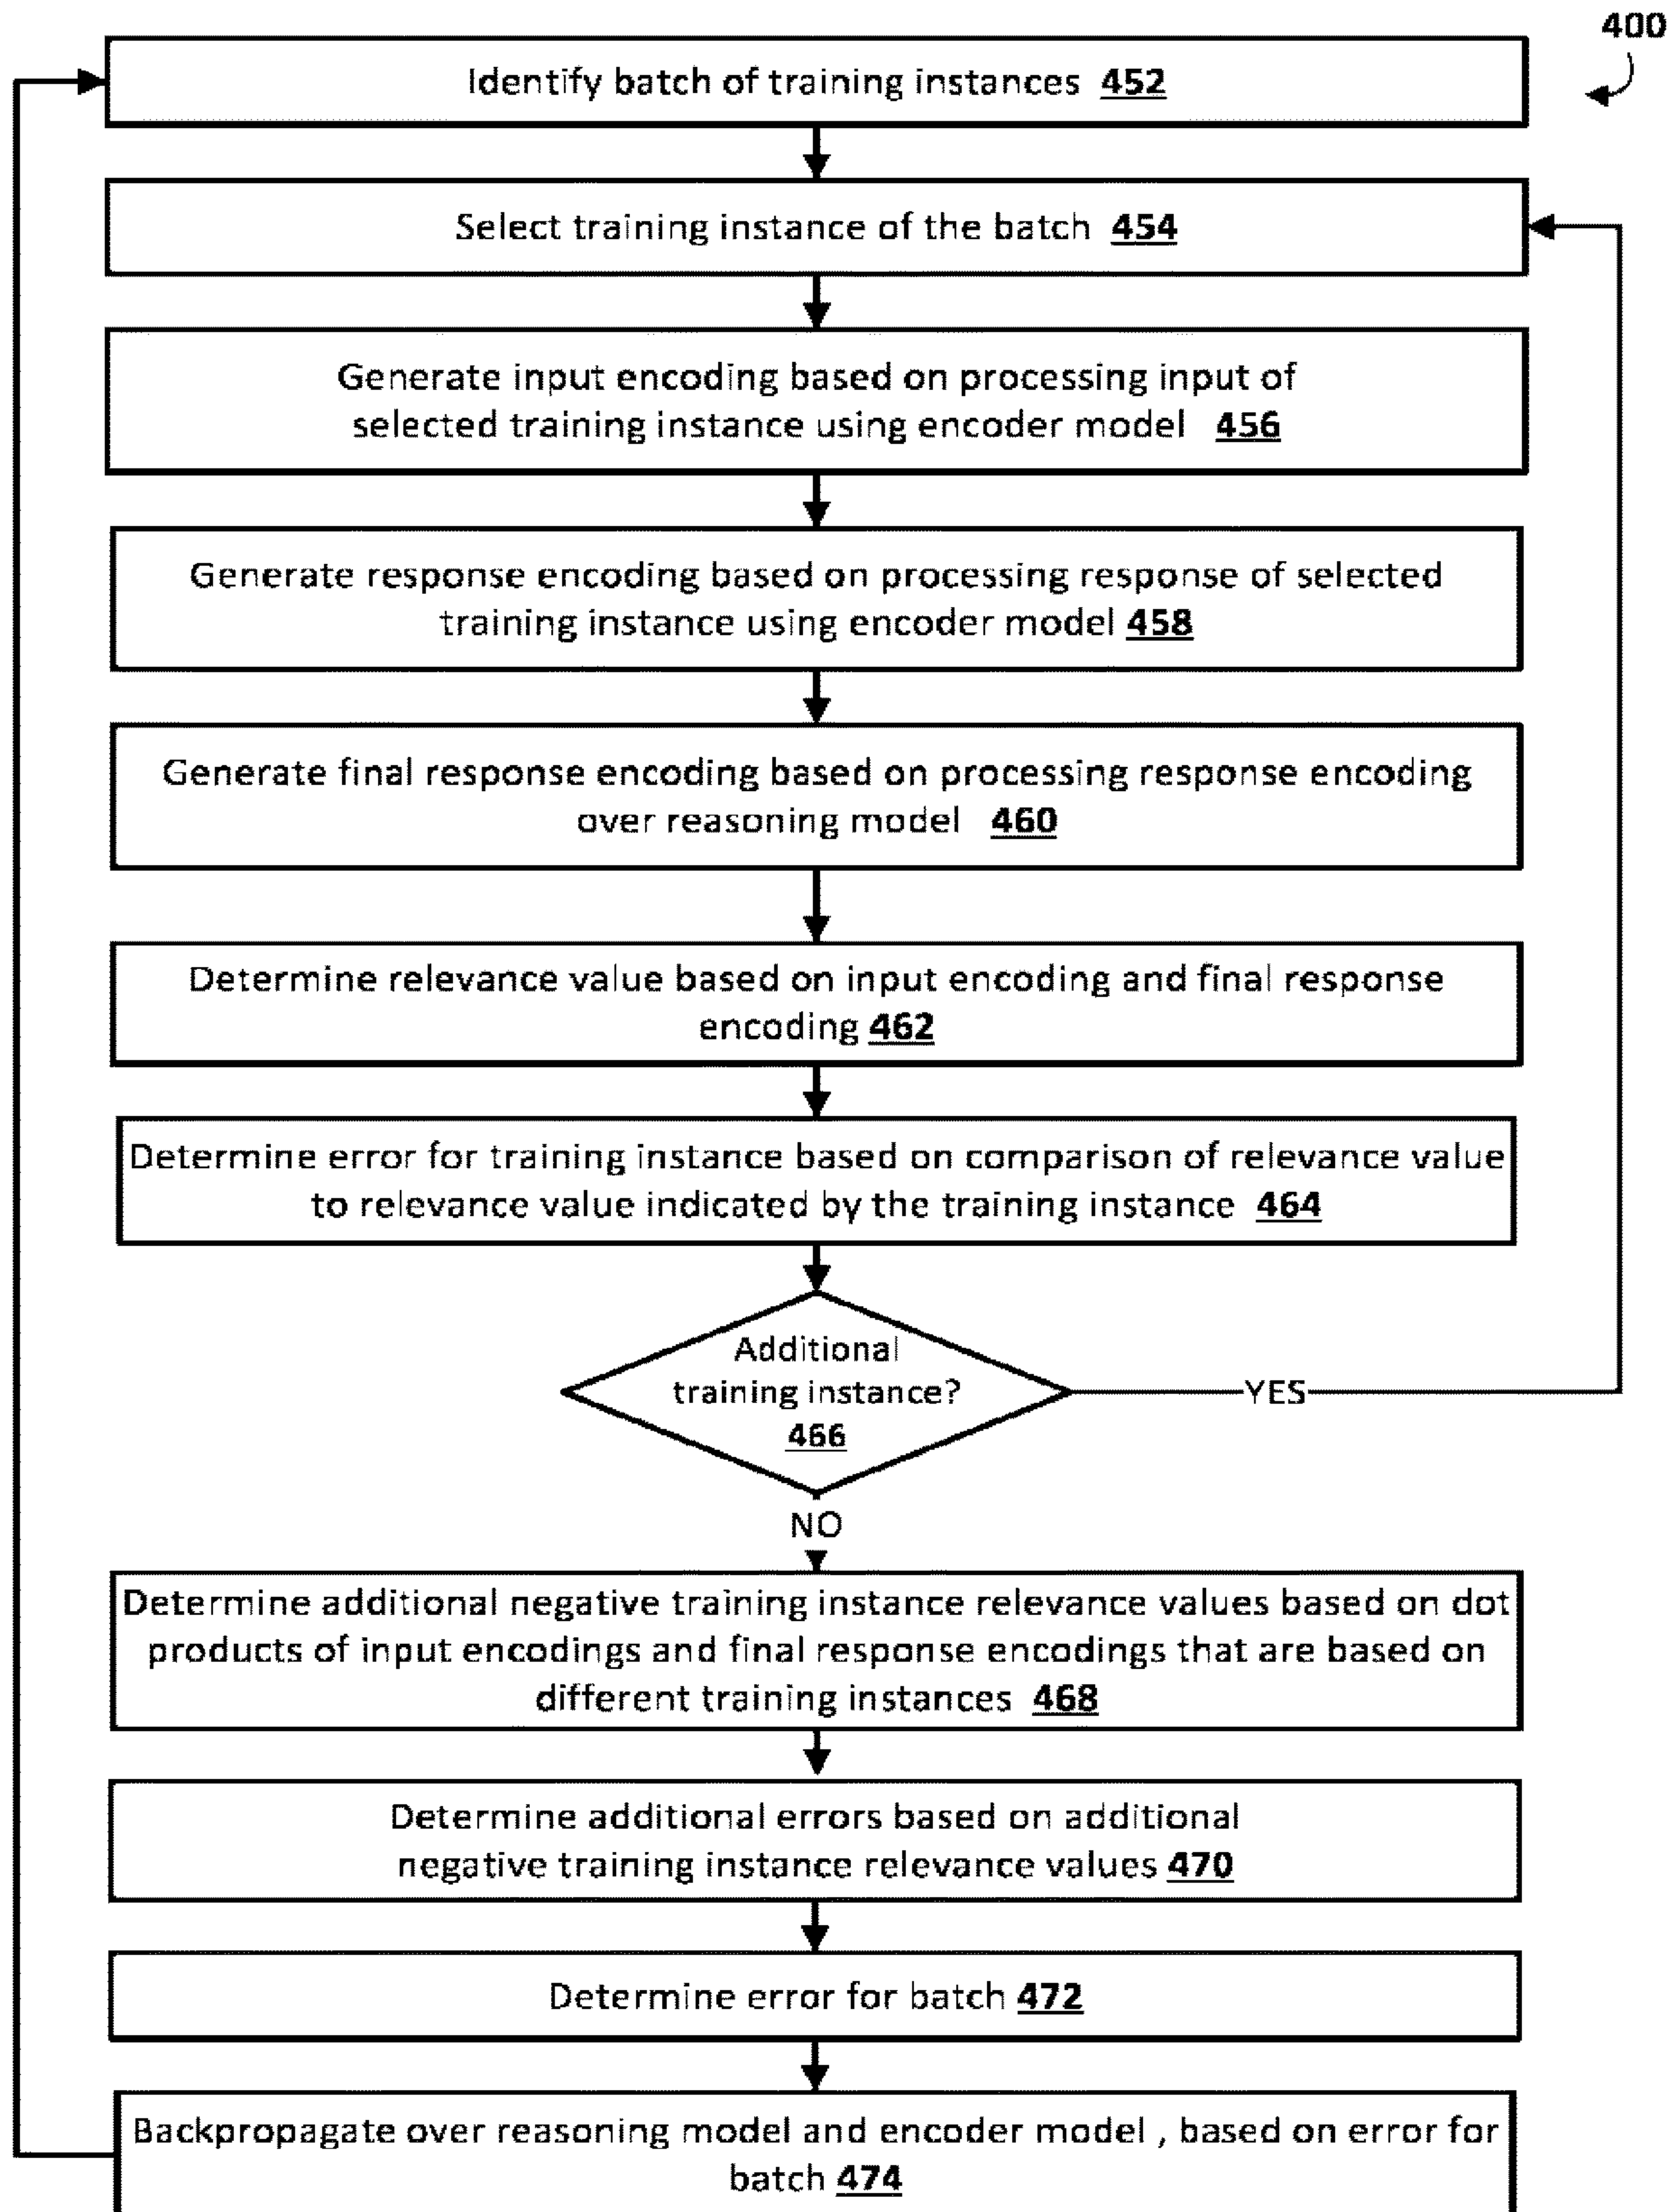 400
Identify batch of training instances 452
Select training instance of the batch 454
Generate input encoding based on processing input of
selected training instance using encoder model 456
Generate response encoding based on processing response of selected
training instance using encoder model 458
Generate final response encoding based on processing response encoding
over reasoning model 460
Determine relevance value based on input encoding and final response
encoding 462
Determine error for training instance based on comparison of relevance value
to relevance value indicated by the training instance 464
Additional
training instance?
466
YES
NO
Determine additional negative training instance relevance values based on dot
products of input encodings and final response encodings that are based on
different training instances 468
Determine additional errors based on additional
negative training instance relevance values 470
Determine error for batch 472
Backpropagate over reasoning model and encoder model , based on error for
batch 474